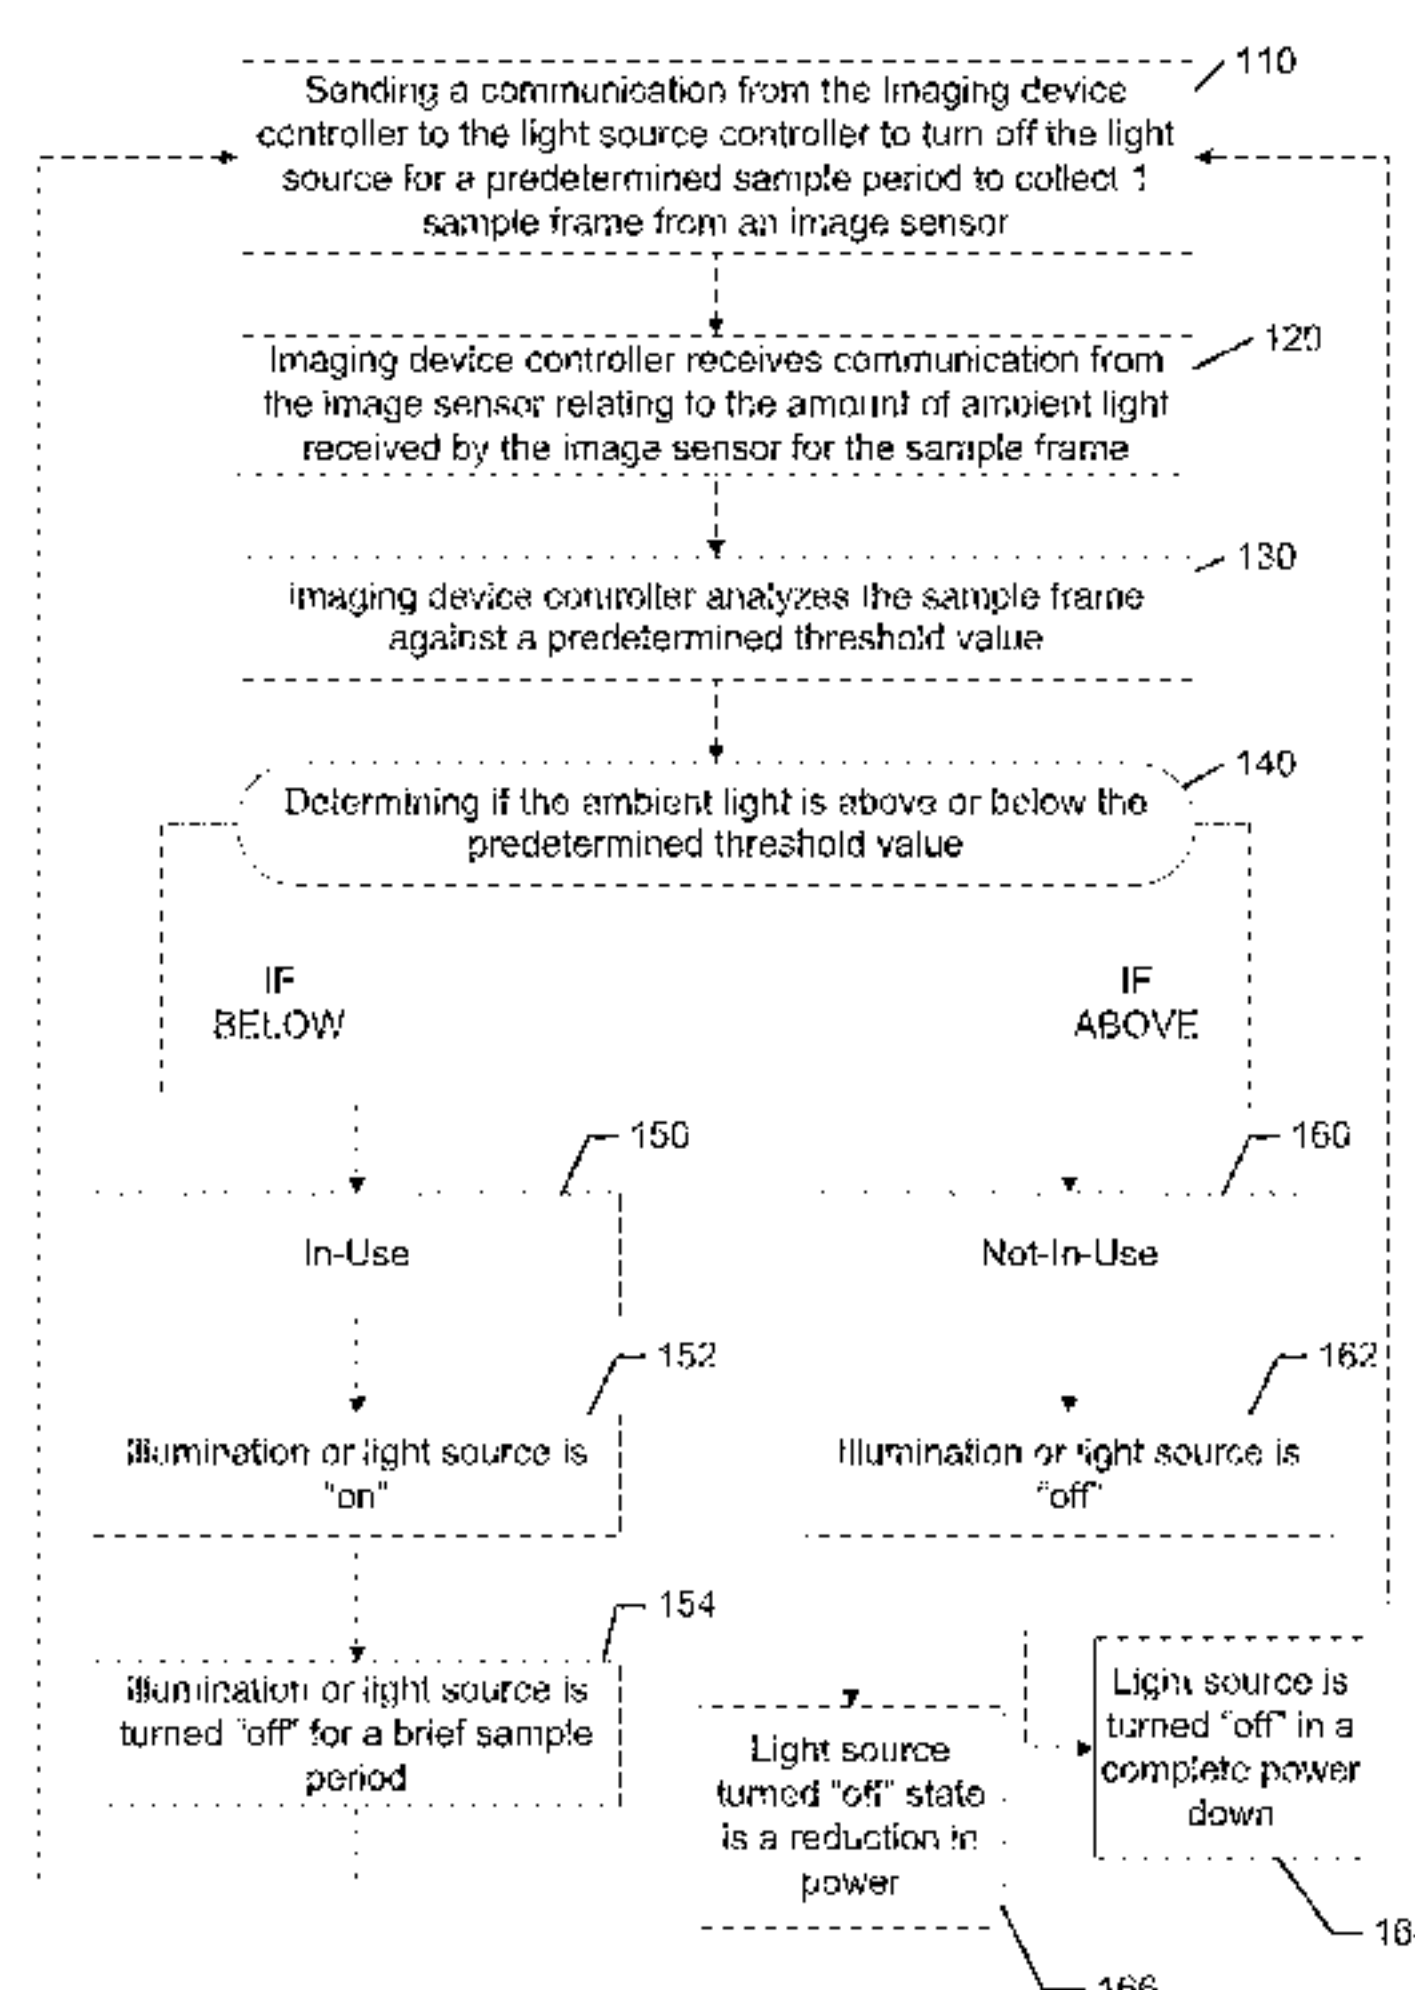 110
Sending a communication from the Imaging device
controller to the light source controller to turn off the light
source for a predetermined sample period to collect 1
sample frame from an image sensor
120
Imaging device controller receives communication from
the image sensor relating to the amount of ambient light
received by the image sensor for the sample frame
130
imaging device controller analyzes the sample frame
against a predetermined threshold value
140
Determining if the ambient light is above or below the
predetermined threshold value
IF
BELOW
IF
ABOVE
150
160
In-Use
Not-In-Use
152
162
Illumination or light source is
"on"
Illumination or light source is
"off"
154
Illumination or light source is
turned "off" for a brief sample
period
Light source
turned "off" state
is a reduction in
power
Light source is
turned "off" in a
complete power
down
166